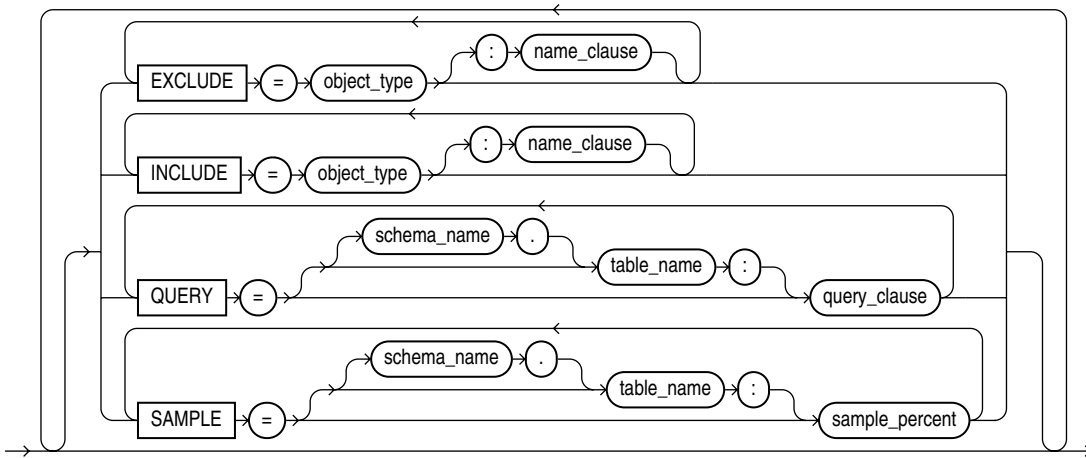 : name_clause
EXCLUDE = object_type
: name_clause
INCLUDE = object_type
schema_name .
table_name :
QUERY = query_clause
schema_name .
table_name :
SAMPLE = sample_percent